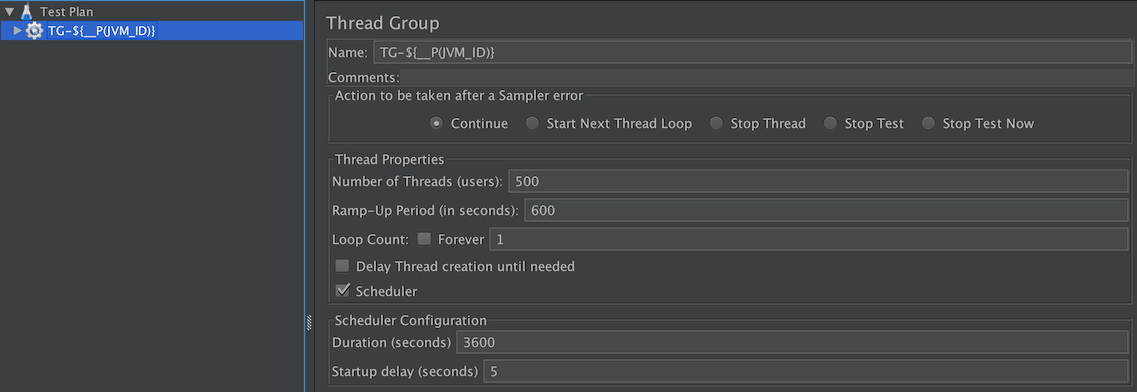 Test Plan
TG-${__P(JVM_ID)}
Thread Group
Name: TG-${__P(JVM_ID)}
Comments:
Action to be taken after a Sampler error
Continue Start Next Thread Loop Stop Thread Stop Test Stop Test Now
Thread Properties
Number of Threads (users): 500
Ramp-Up Period (in seconds): 600
Loop Count: Forever 1
Delay Thread creation until needed
Scheduler
Scheduler Configuration
Duration (seconds) 3600
Startup delay (seconds) 5